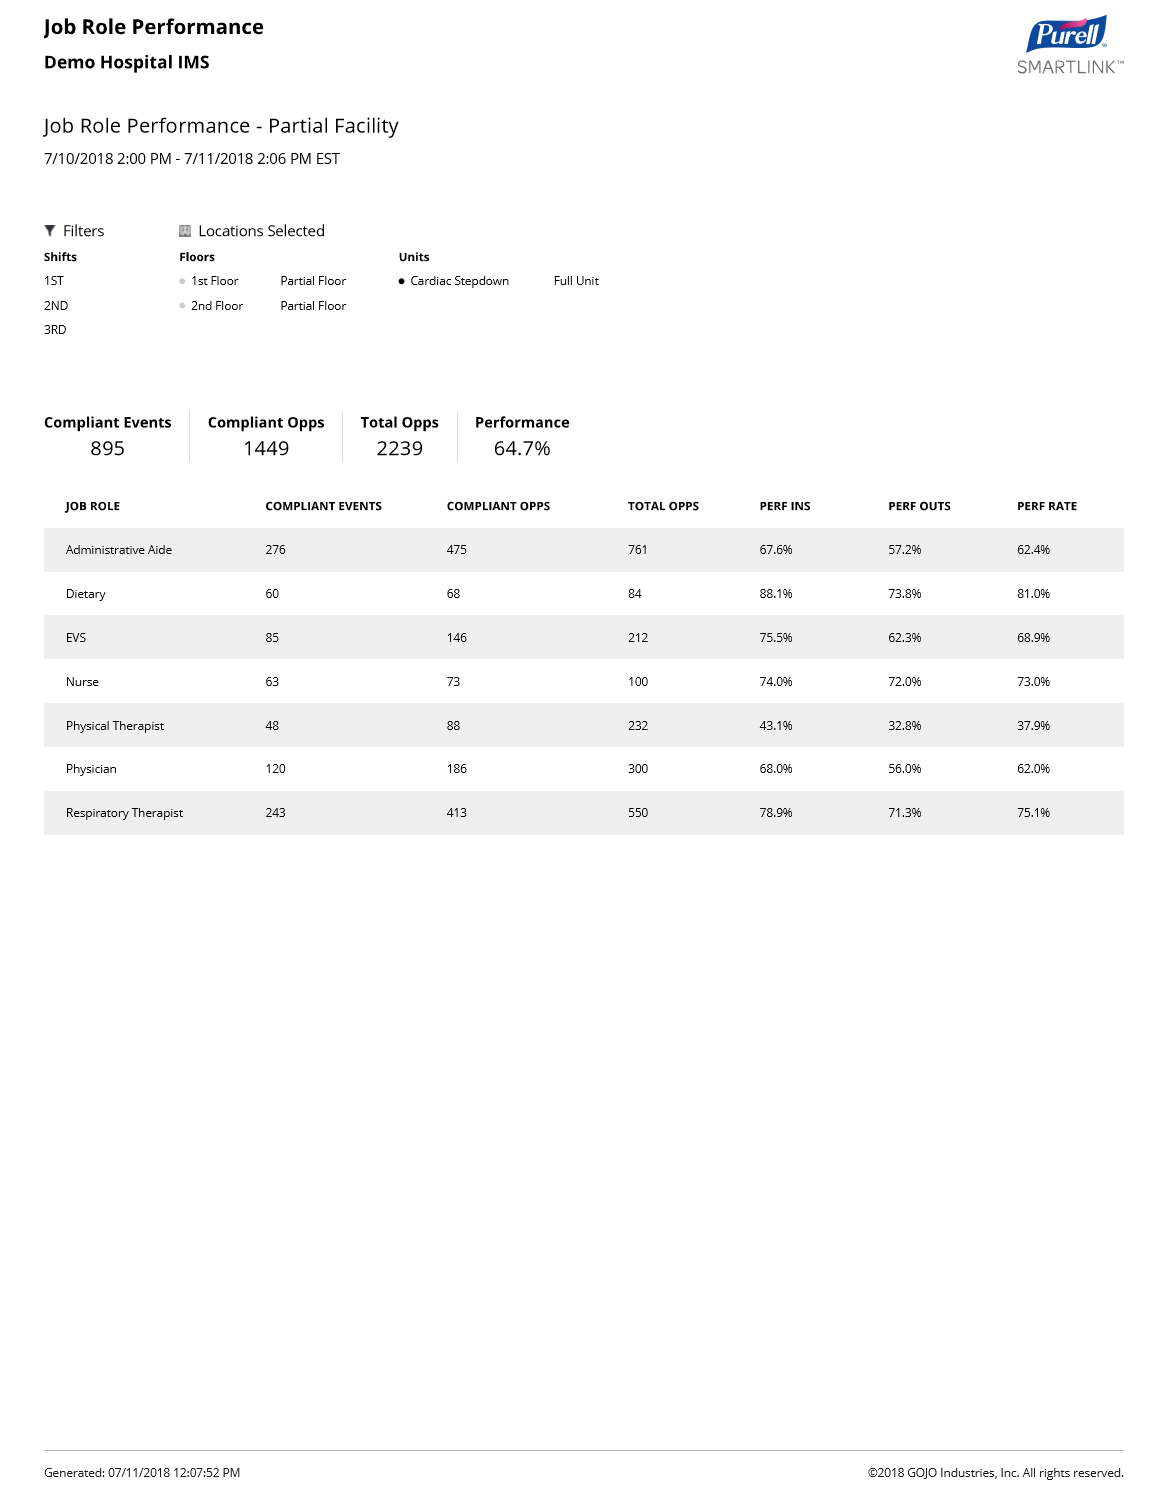 Job Role Performance
Demo Hospital IMS
Purell®
SMARTLINK™
Job Role Performance - Partial Facility
7/10/2018 2:00 PM - 7/11/2018 2:06 PM EST
Filters Locations Selected
Shifts Floors Units
1ST 1st Floor Partial Floor Cardiac Stepdown Full Unit
2ND 2nd Floor Partial Floor
3RD
Compliant Events Compliant Opps Total Opps Performance
895 1449 2239 64.7%
JOB ROLE COMPLIANT EVENTS COMPLIANT OPPS TOTAL OPPS PERF INS PERF OUTS PERF RATE
Administrative Aide 276 475 761 67.6% 57.2% 62.4%
Dietary 60 68 84 88.1% 73.8% 81.0%
EVS 85 146 212 75.5% 62.3% 68.9%
Nurse 63 73 100 74.0% 72.0% 73.0%
Physical Therapist 48 88 232 43.1% 32.8% 37.9%
Physician 120 186 300 68.0% 56.0% 62.0%
Respiratory Therapist 243 413 550 78.9% 71.3% 75.1%
Generated: 07/11/2018 12:07:52 PM ©2018 GOJO Industries, Inc. All rights reserved.